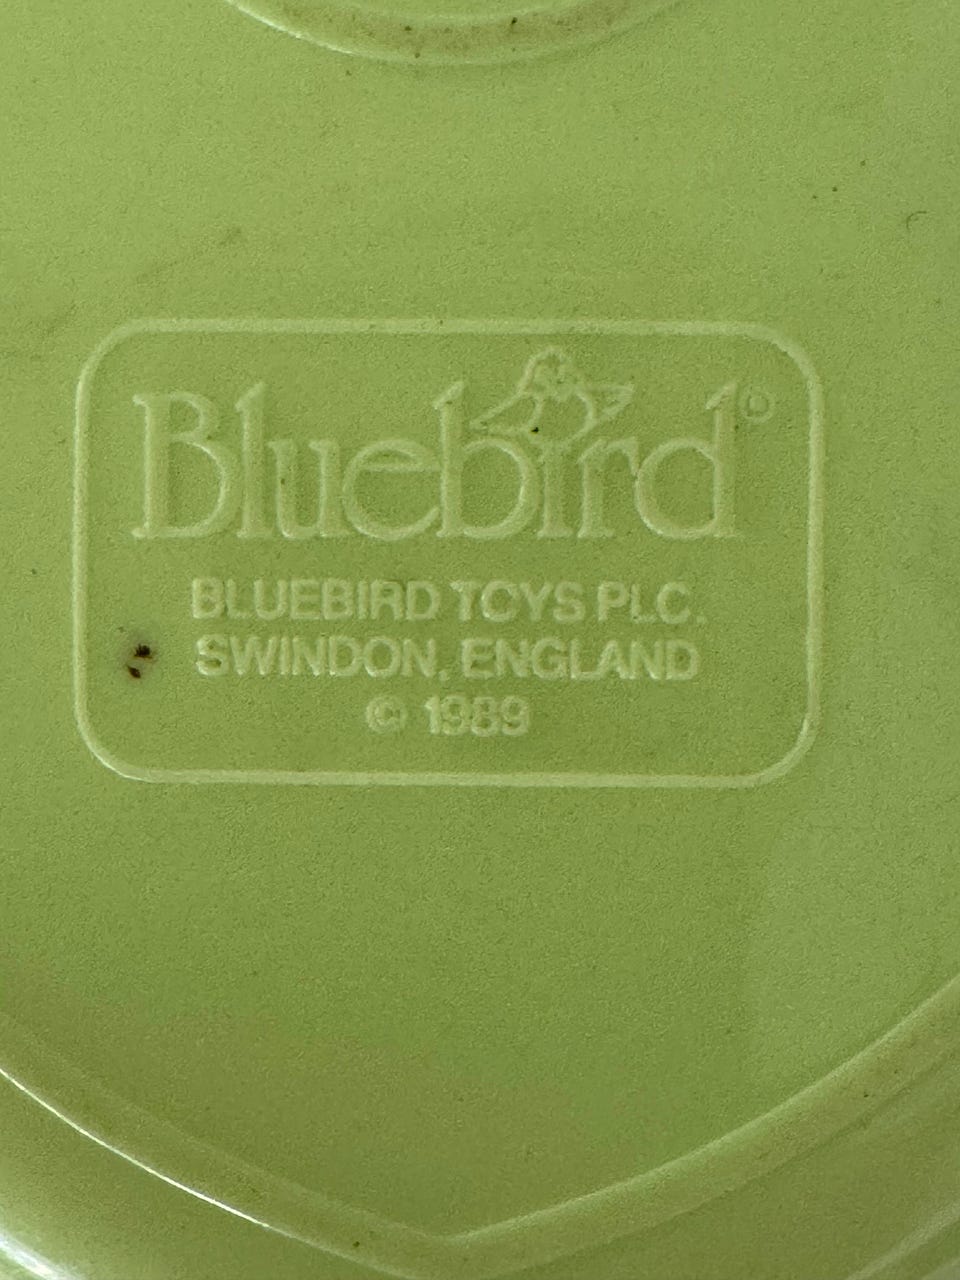 Bluebird®
BLUEBIRD TOYS PLC.
SWINDON, ENGLAND
© 1989